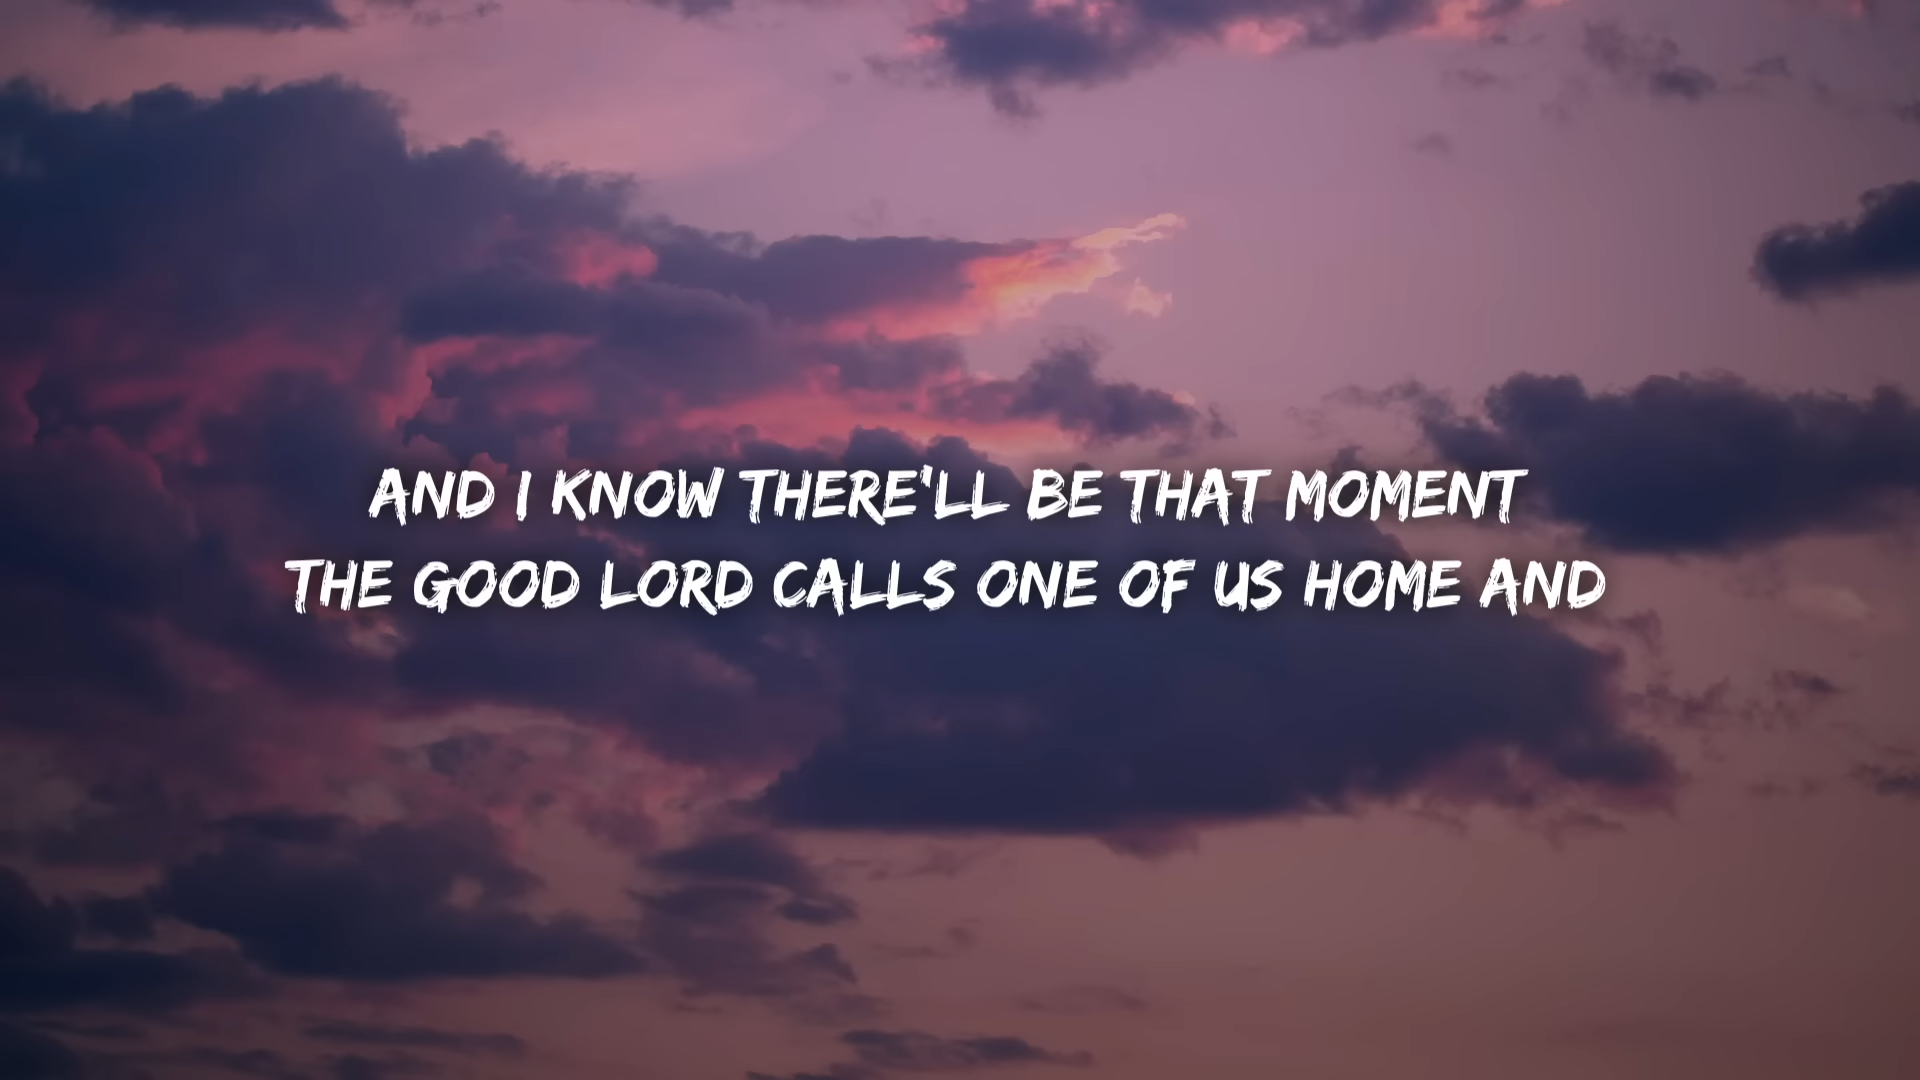 AND I KNOW THERE'LL BE THAT MOMENT
THE GOOD LORD CALLS ONE OF US HOME AND